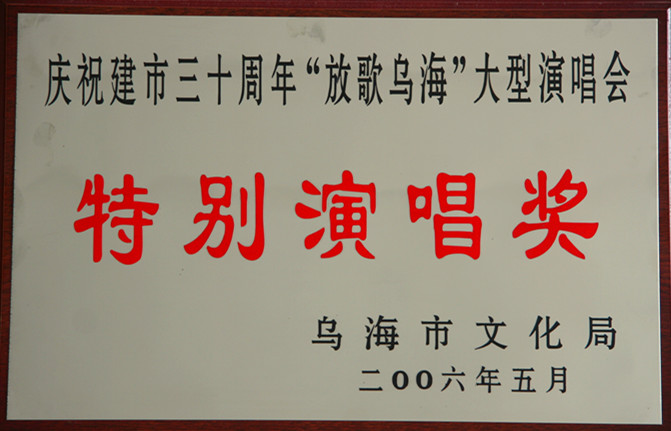 庆祝建市三十周年“放歌乌海”大型演唱会
特别演唱奖
乌海市文化局
二00六年五月